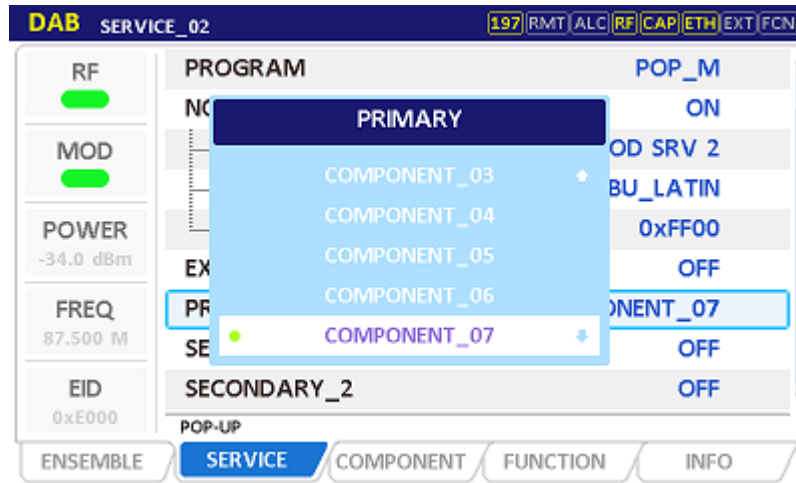 DAB SERVICE_02 197 RMT ALC RF CAP ETH EXT FCN
RF
MOD
POWER
-34.0 dBm
FREQ
87.500 M
EID
0xE000
PROGRAM POP_M
NO ON
OD SRV 2
BU_LATIN
0xFF00
EX OFF
PR ONENT_07
SE OFF
SECONDARY_2 OFF
PRIMARY
COMPONENT_03
COMPONENT_04
COMPONENT_05
COMPONENT_06
COMPONENT_07
POP-UP
ENSEMBLE SERVICE COMPONENT FUNCTION INFO